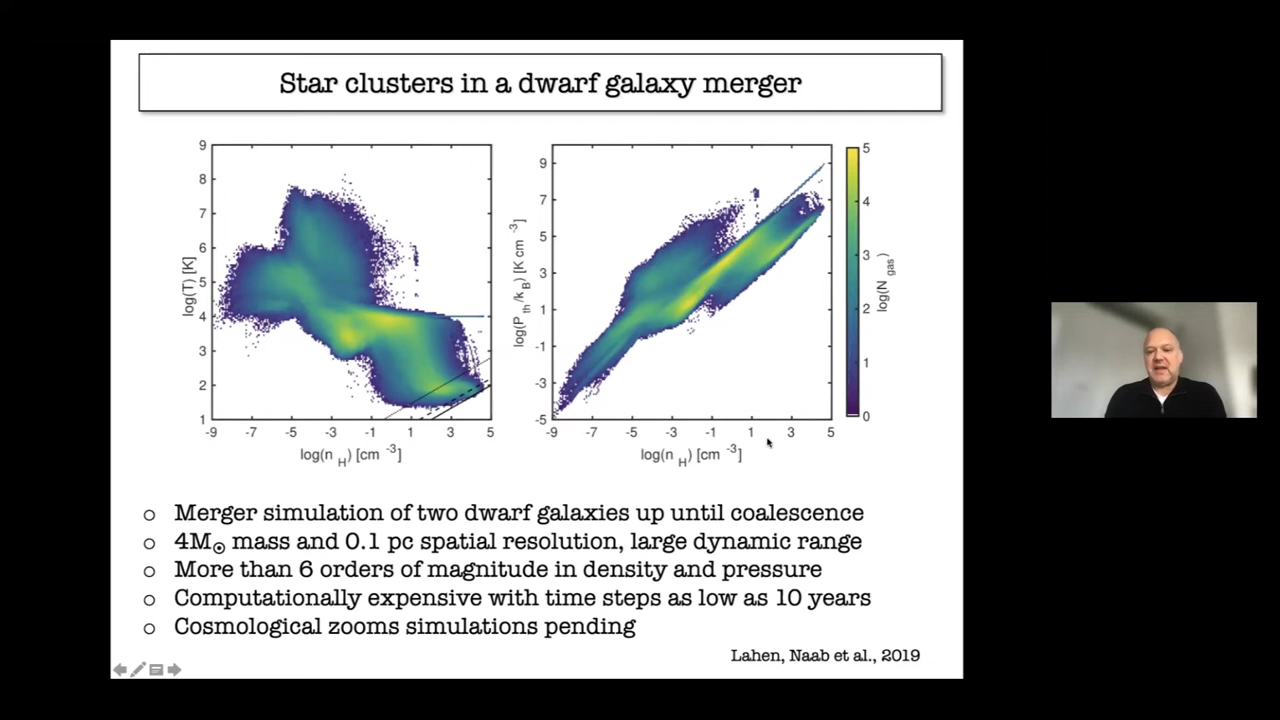 Star clusters in a dwarf galaxy merger
9
8
7
6
5
4
3
2
1
log(T) [K]
-9 -7 -5 -3 -1 1 3 5
log(n H) [cm -3]
9
7
5
3
1
-1
-3
-5
log(P th/k B) [K cm -3]
-9 -7 -5 -3 -1 1 3 5
log(n H) [cm -3]
5
4
3
2
1
0
log(N gas)
○ Merger simulation of two dwarf galaxies up until coalescence
○ 4M⊙ mass and 0.1 pc spatial resolution, large dynamic range
○ More than 6 orders of magnitude in density and pressure
○ Computationally expensive with time steps as low as 10 years
○ Cosmological zooms simulations pending
Lahen, Naab et al., 2019